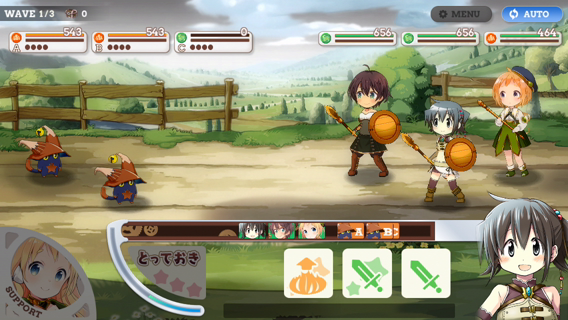 WAVE 1/3 0 MENU AUTO
543 543 0 656 656 464
A B C
A B
とっておき
SUPPORT